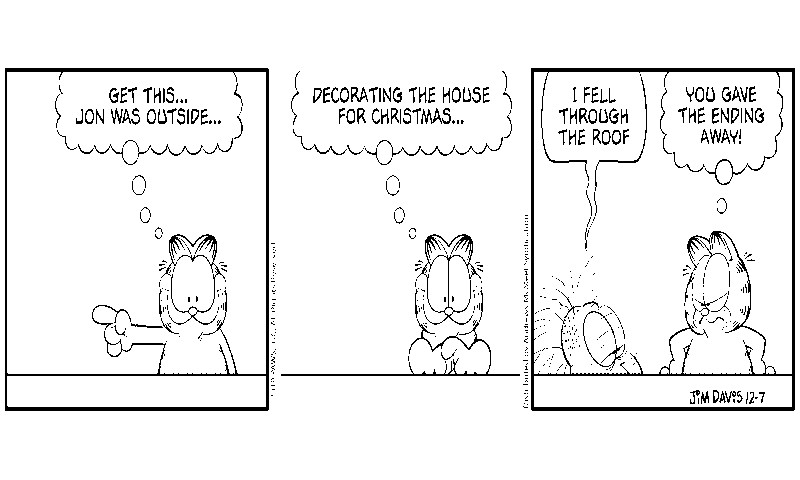 GET THIS...
JON WAS OUTSIDE...
DECORATING THE HOUSE
FOR CHRISTMAS...
I FELL
THROUGH
THE ROOF
YOU GAVE
THE ENDING
AWAY!
JIM DAVIS 12-7